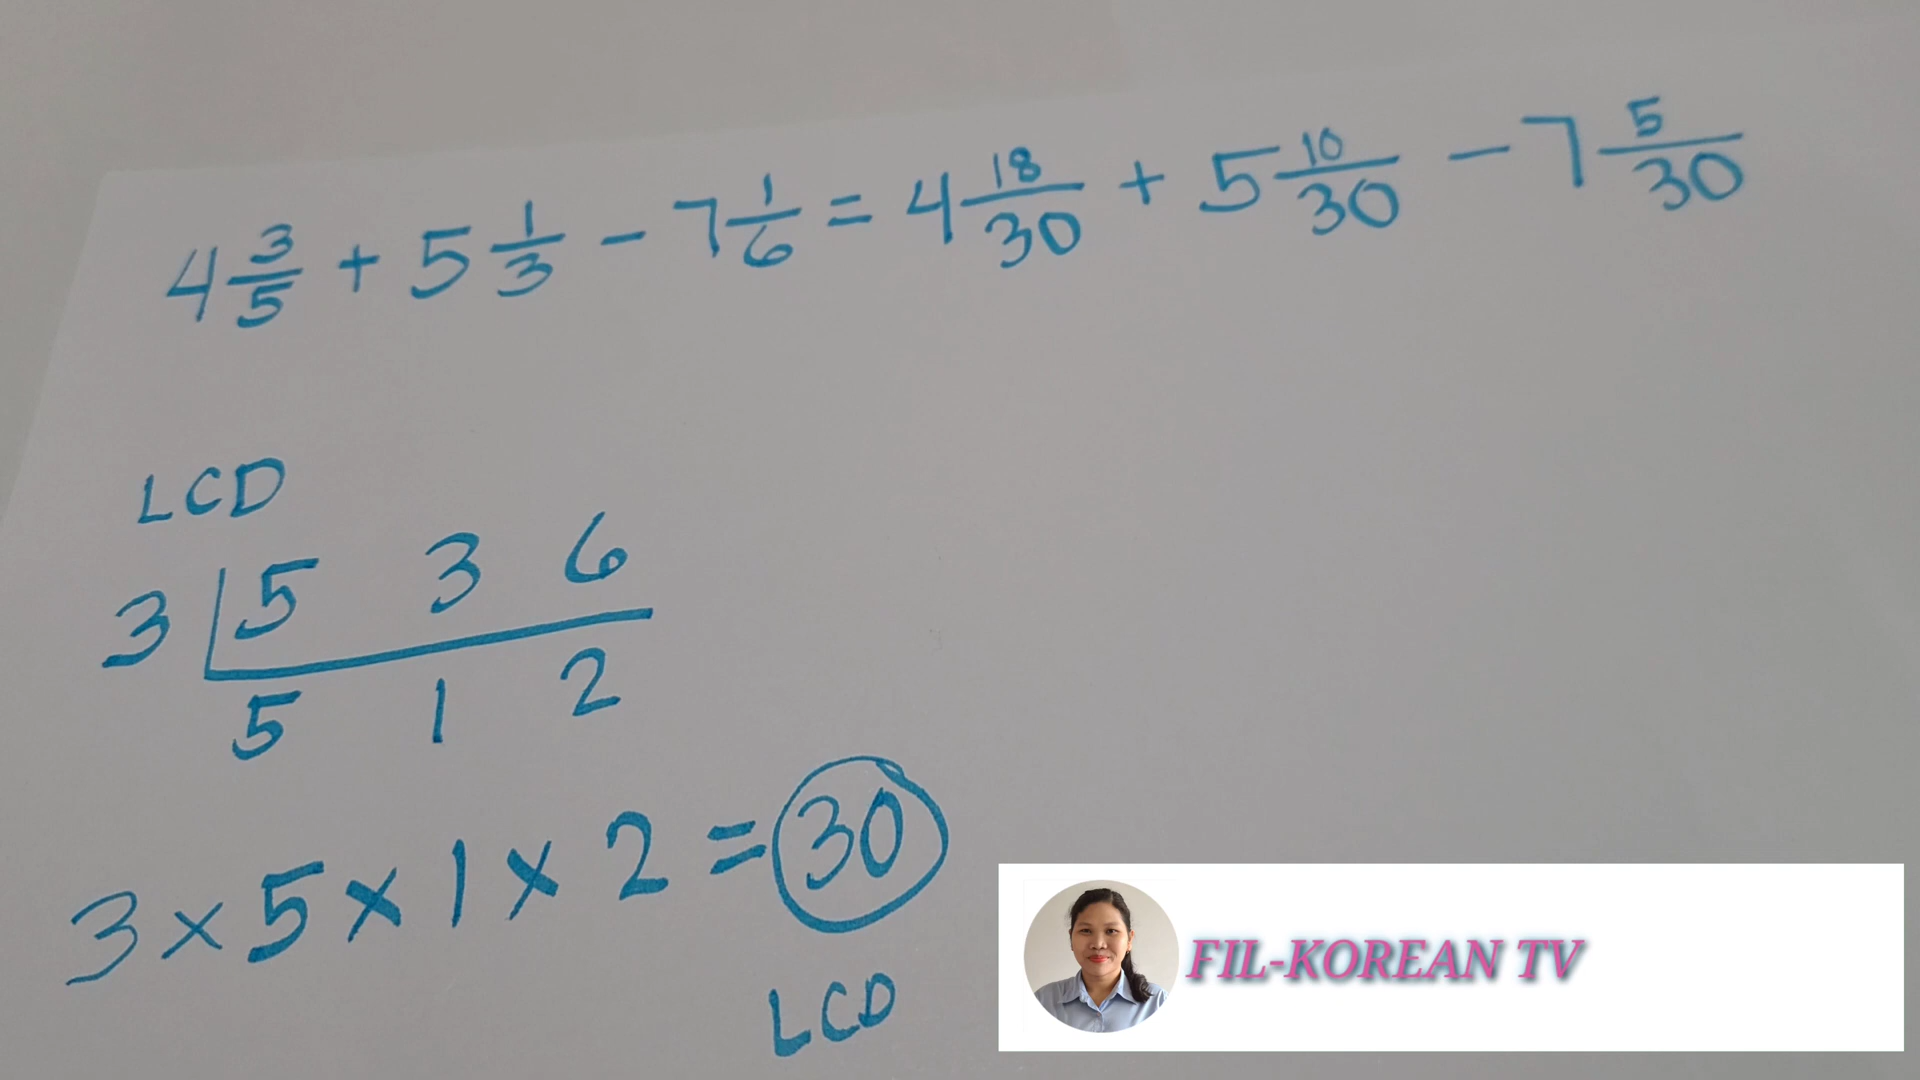 4 3/5 + 5 1/3 - 7 1/6 = 4 18/30 + 5 10/30 - 7 5/30
LCD
3 5 3 6
5 1 2
3 × 5 × 1 × 2 = 30
LCD
FIL-KOREAN TV